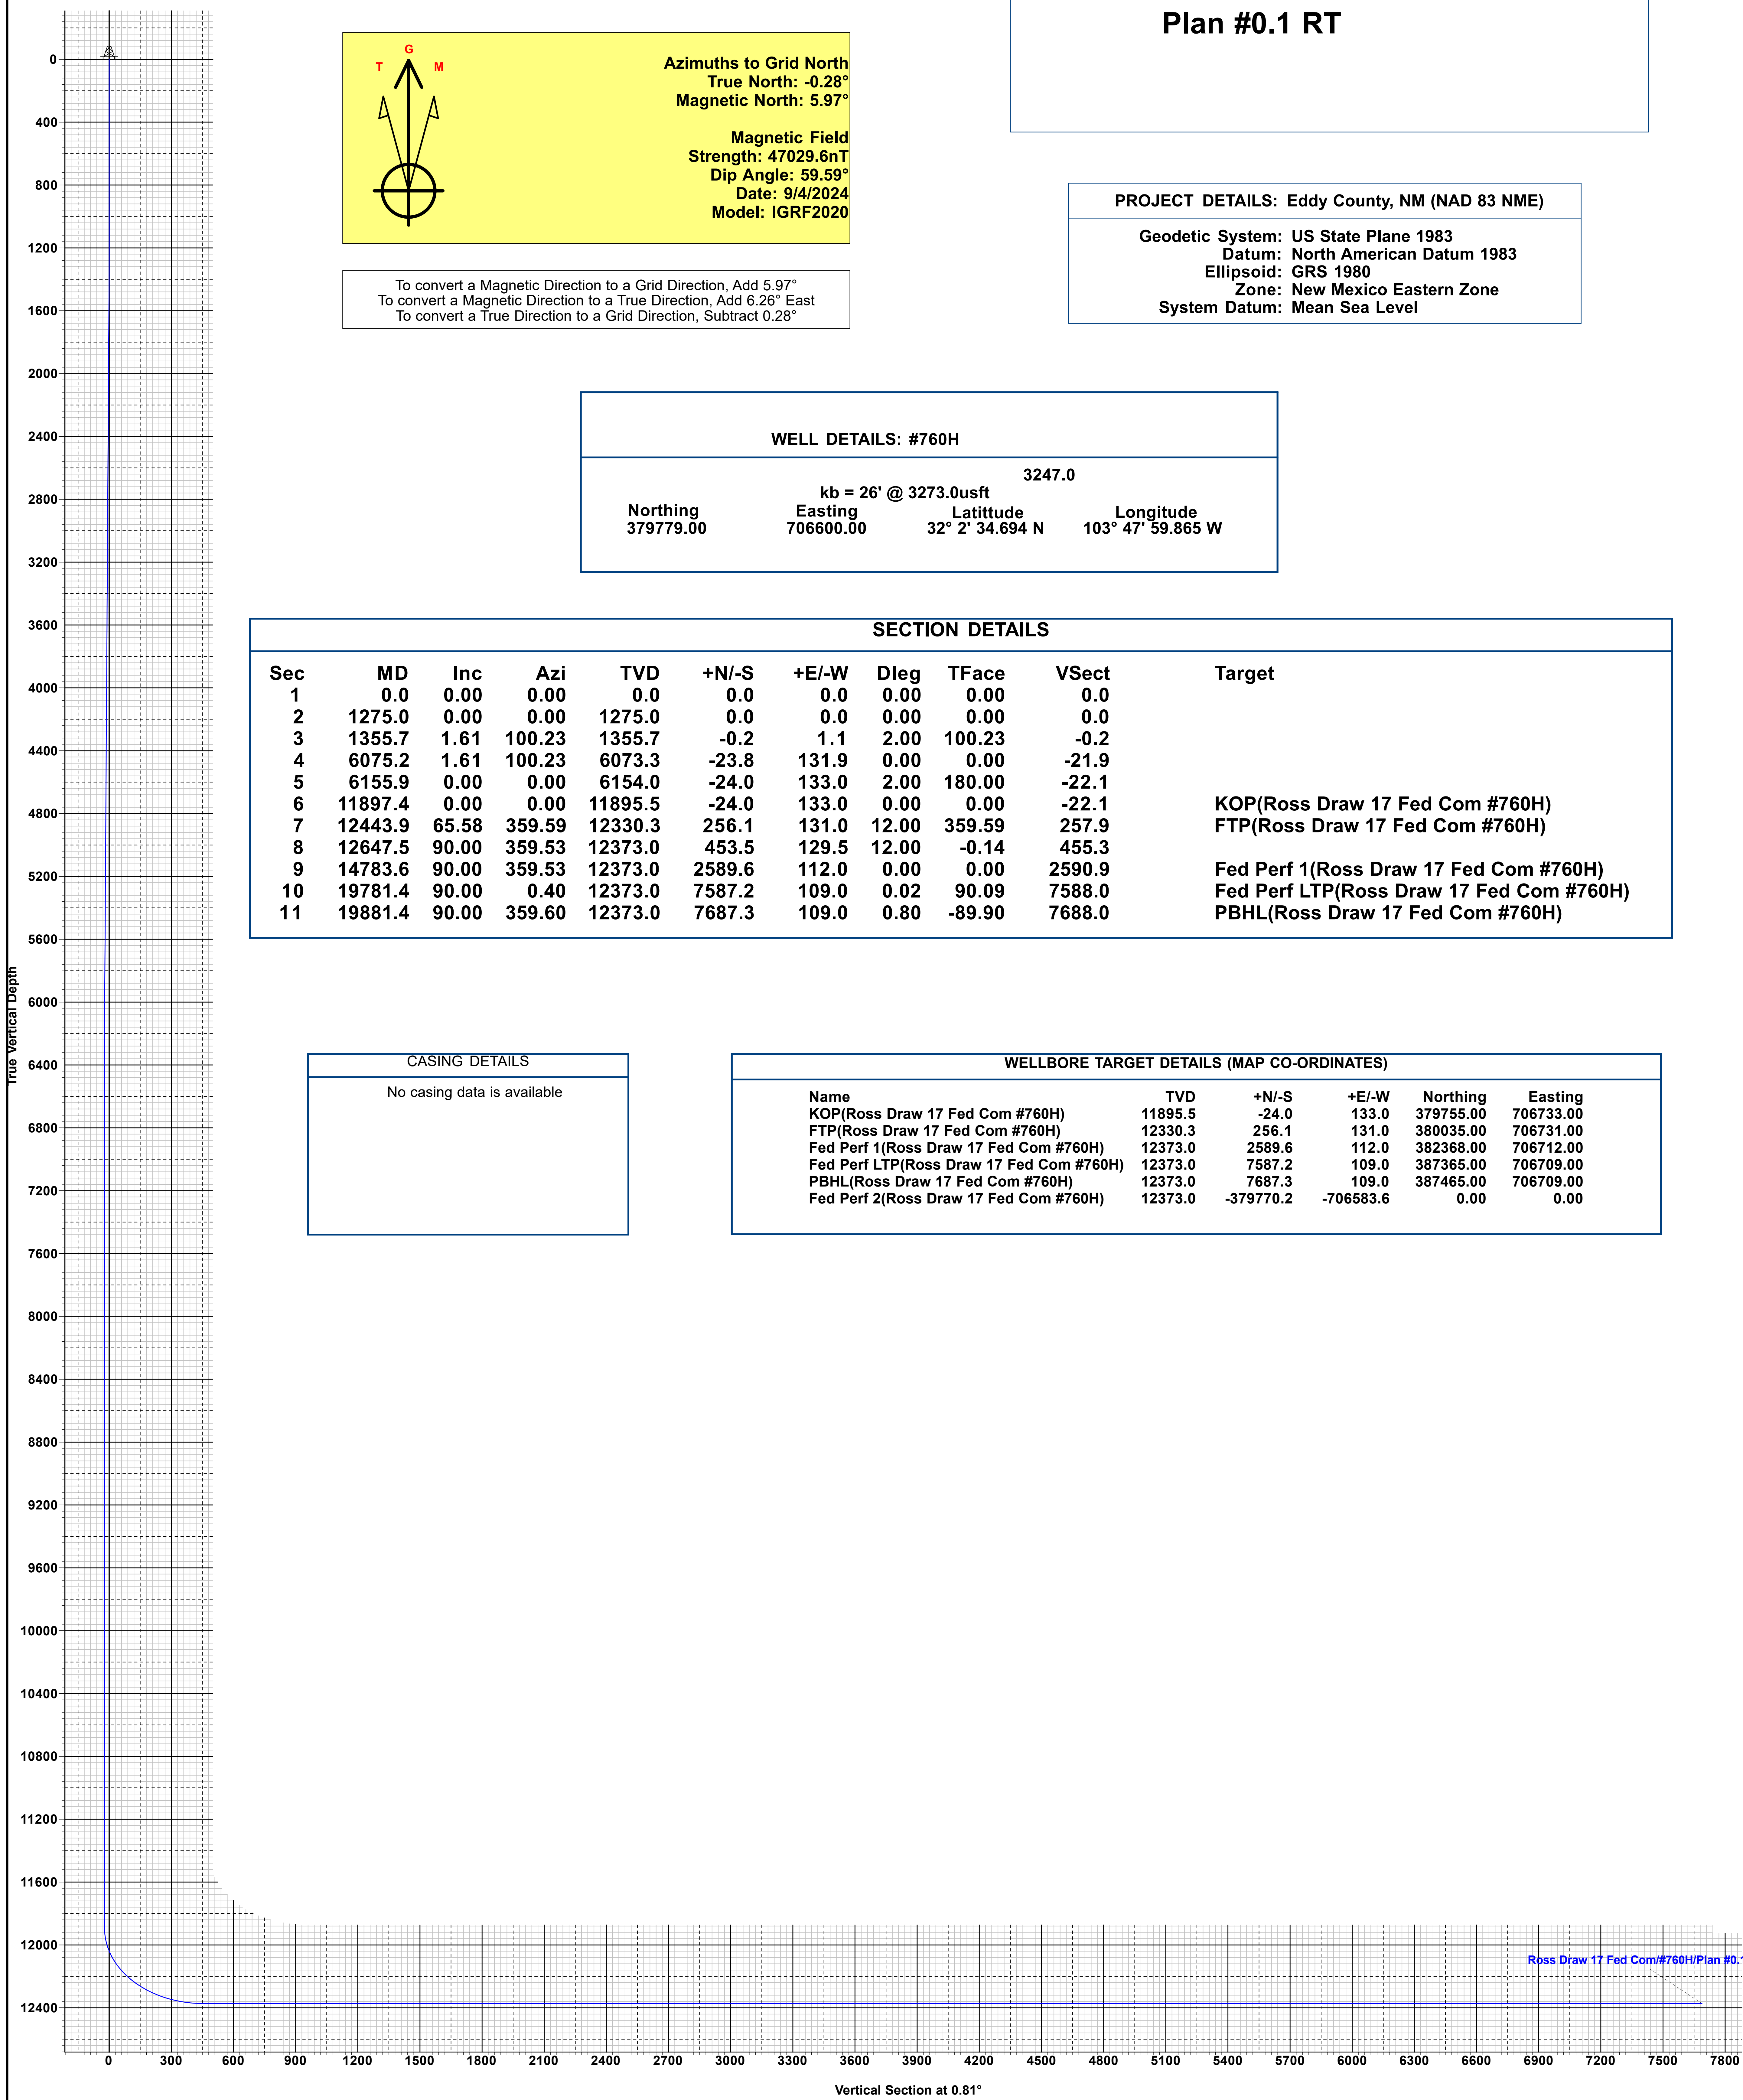 Plan #0.1 RT
G
T M
Azimuths to Grid North
True North: -0.28°
Magnetic North: 5.97°
Magnetic Field
Strength: 47029.6nT
Dip Angle: 59.59°
Date: 9/4/2024
Model: IGRF2020
To convert a Magnetic Direction to a Grid Direction, Add 5.97°
To convert a Magnetic Direction to a True Direction, Add 6.26° East
To convert a True Direction to a Grid Direction, Subtract 0.28°
PROJECT DETAILS: Eddy County, NM (NAD 83 NME)
Geodetic System: US State Plane 1983
Datum: North American Datum 1983
Ellipsoid: GRS 1980
Zone: New Mexico Eastern Zone
System Datum: Mean Sea Level
WELL DETAILS: #760H
3247.0
kb = 26' @ 3273.0usft
Northing Easting Latittude Longitude
379779.00 706600.00 32° 2' 34.694 N 103° 47' 59.865 W
SECTION DETAILS
Sec MD Inc Azi TVD +N/-S +E/-W Dleg TFace VSect Target
1 0.0 0.00 0.00 0.0 0.0 0.0 0.00 0.00 0.0
2 1275.0 0.00 0.00 1275.0 0.0 0.0 0.00 0.00 0.0
3 1355.7 1.61 100.23 1355.7 -0.2 1.1 2.00 100.23 -0.2
4 6075.2 1.61 100.23 6073.3 -23.8 131.9 0.00 0.00 -21.9
5 6155.9 0.00 0.00 6154.0 -24.0 133.0 2.00 180.00 -22.1
6 11897.4 0.00 0.00 11895.5 -24.0 133.0 0.00 0.00 -22.1 KOP(Ross Draw 17 Fed Com #760H)
7 12443.9 65.58 359.59 12330.3 256.1 131.0 12.00 359.59 257.9 FTP(Ross Draw 17 Fed Com #760H)
8 12647.5 90.00 359.53 12373.0 453.5 129.5 12.00 -0.14 455.3
9 14783.6 90.00 359.53 12373.0 2589.6 112.0 0.00 0.00 2590.9 Fed Perf 1(Ross Draw 17 Fed Com #760H)
10 19781.4 90.00 0.40 12373.0 7587.2 109.0 0.02 90.09 7588.0 Fed Perf LTP(Ross Draw 17 Fed Com #760H)
11 19881.4 90.00 359.60 12373.0 7687.3 109.0 0.80 -89.90 7688.0 PBHL(Ross Draw 17 Fed Com #760H)
CASING DETAILS
No casing data is available
WELLBORE TARGET DETAILS (MAP CO-ORDINATES)
Name TVD +N/-S +E/-W Northing Easting
KOP(Ross Draw 17 Fed Com #760H) 11895.5 -24.0 133.0 379755.00 706733.00
FTP(Ross Draw 17 Fed Com #760H) 12330.3 256.1 131.0 380035.00 706731.00
Fed Perf 1(Ross Draw 17 Fed Com #760H) 12373.0 2589.6 112.0 382368.00 706712.00
Fed Perf LTP(Ross Draw 17 Fed Com #760H) 12373.0 7587.2 109.0 387365.00 706709.00
PBHL(Ross Draw 17 Fed Com #760H) 12373.0 7687.3 109.0 387465.00 706709.00
Fed Perf 2(Ross Draw 17 Fed Com #760H) 12373.0 -379770.2 -706583.6 0.00 0.00
True Vertical Depth
0
400
800
1200
1600
2000
2400
2800
3200
3600
4000
4400
4800
5200
5600
6000
6400
6800
7200
7600
8000
8400
8800
9200
9600
10000
10400
10800
11200
11600
12000
12400
Ross Draw 17 Fed Com/#760H/Plan #0.1
0 300 600 900 1200 1500 1800 2100 2400 2700 3000 3300 3600 3900 4200 4500 4800 5100 5400 5700 6000 6300 6600 6900 7200 7500 7800
Vertical Section at 0.81°